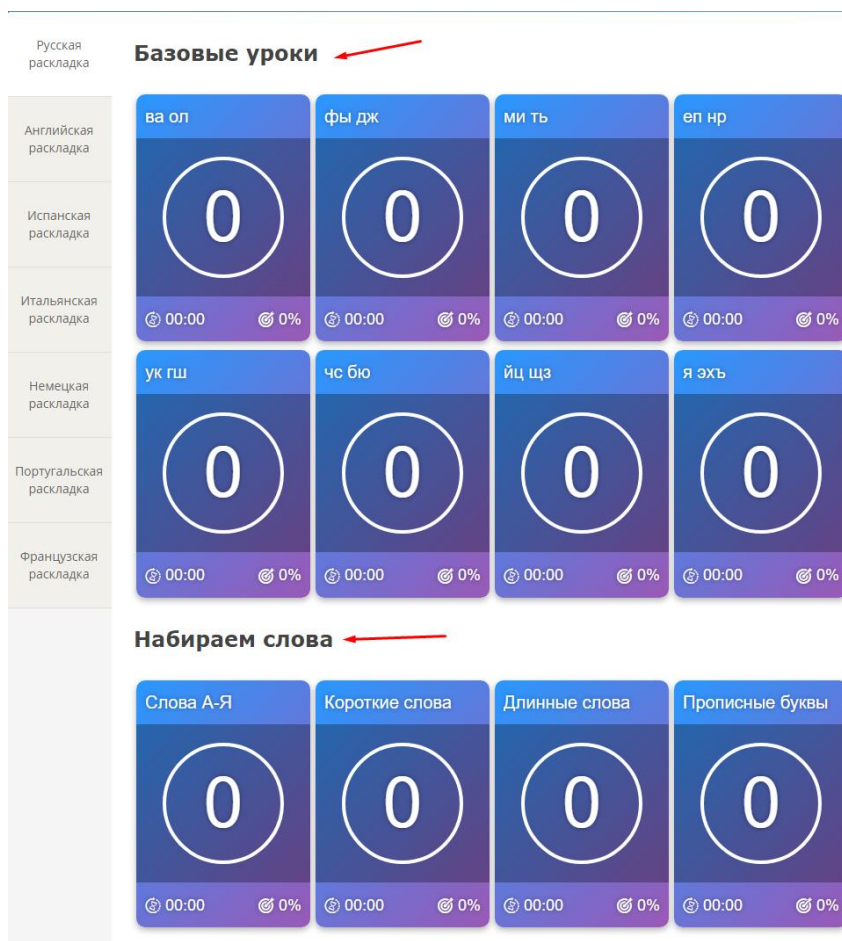 Русская
раскладка
Английская
раскладка
Испанская
раскладка
Итальянская
раскладка
Немецкая
раскладка
Португальская
раскладка
Французская
раскладка
Базовые уроки
ва ол фы дж ми ть еп нр
0 0 0 0
00:00 0% 00:00 0% 00:00 0% 00:00 0%
ук гш чс бю йц щз я эхъ
0 0 0 0
00:00 0% 00:00 0% 00:00 0% 00:00 0%
Набираем слова
Слова А-Я Короткие слова Длинные слова Прописные буквы
0 0 0 0
00:00 0% 00:00 0% 00:00 0% 00:00 0%